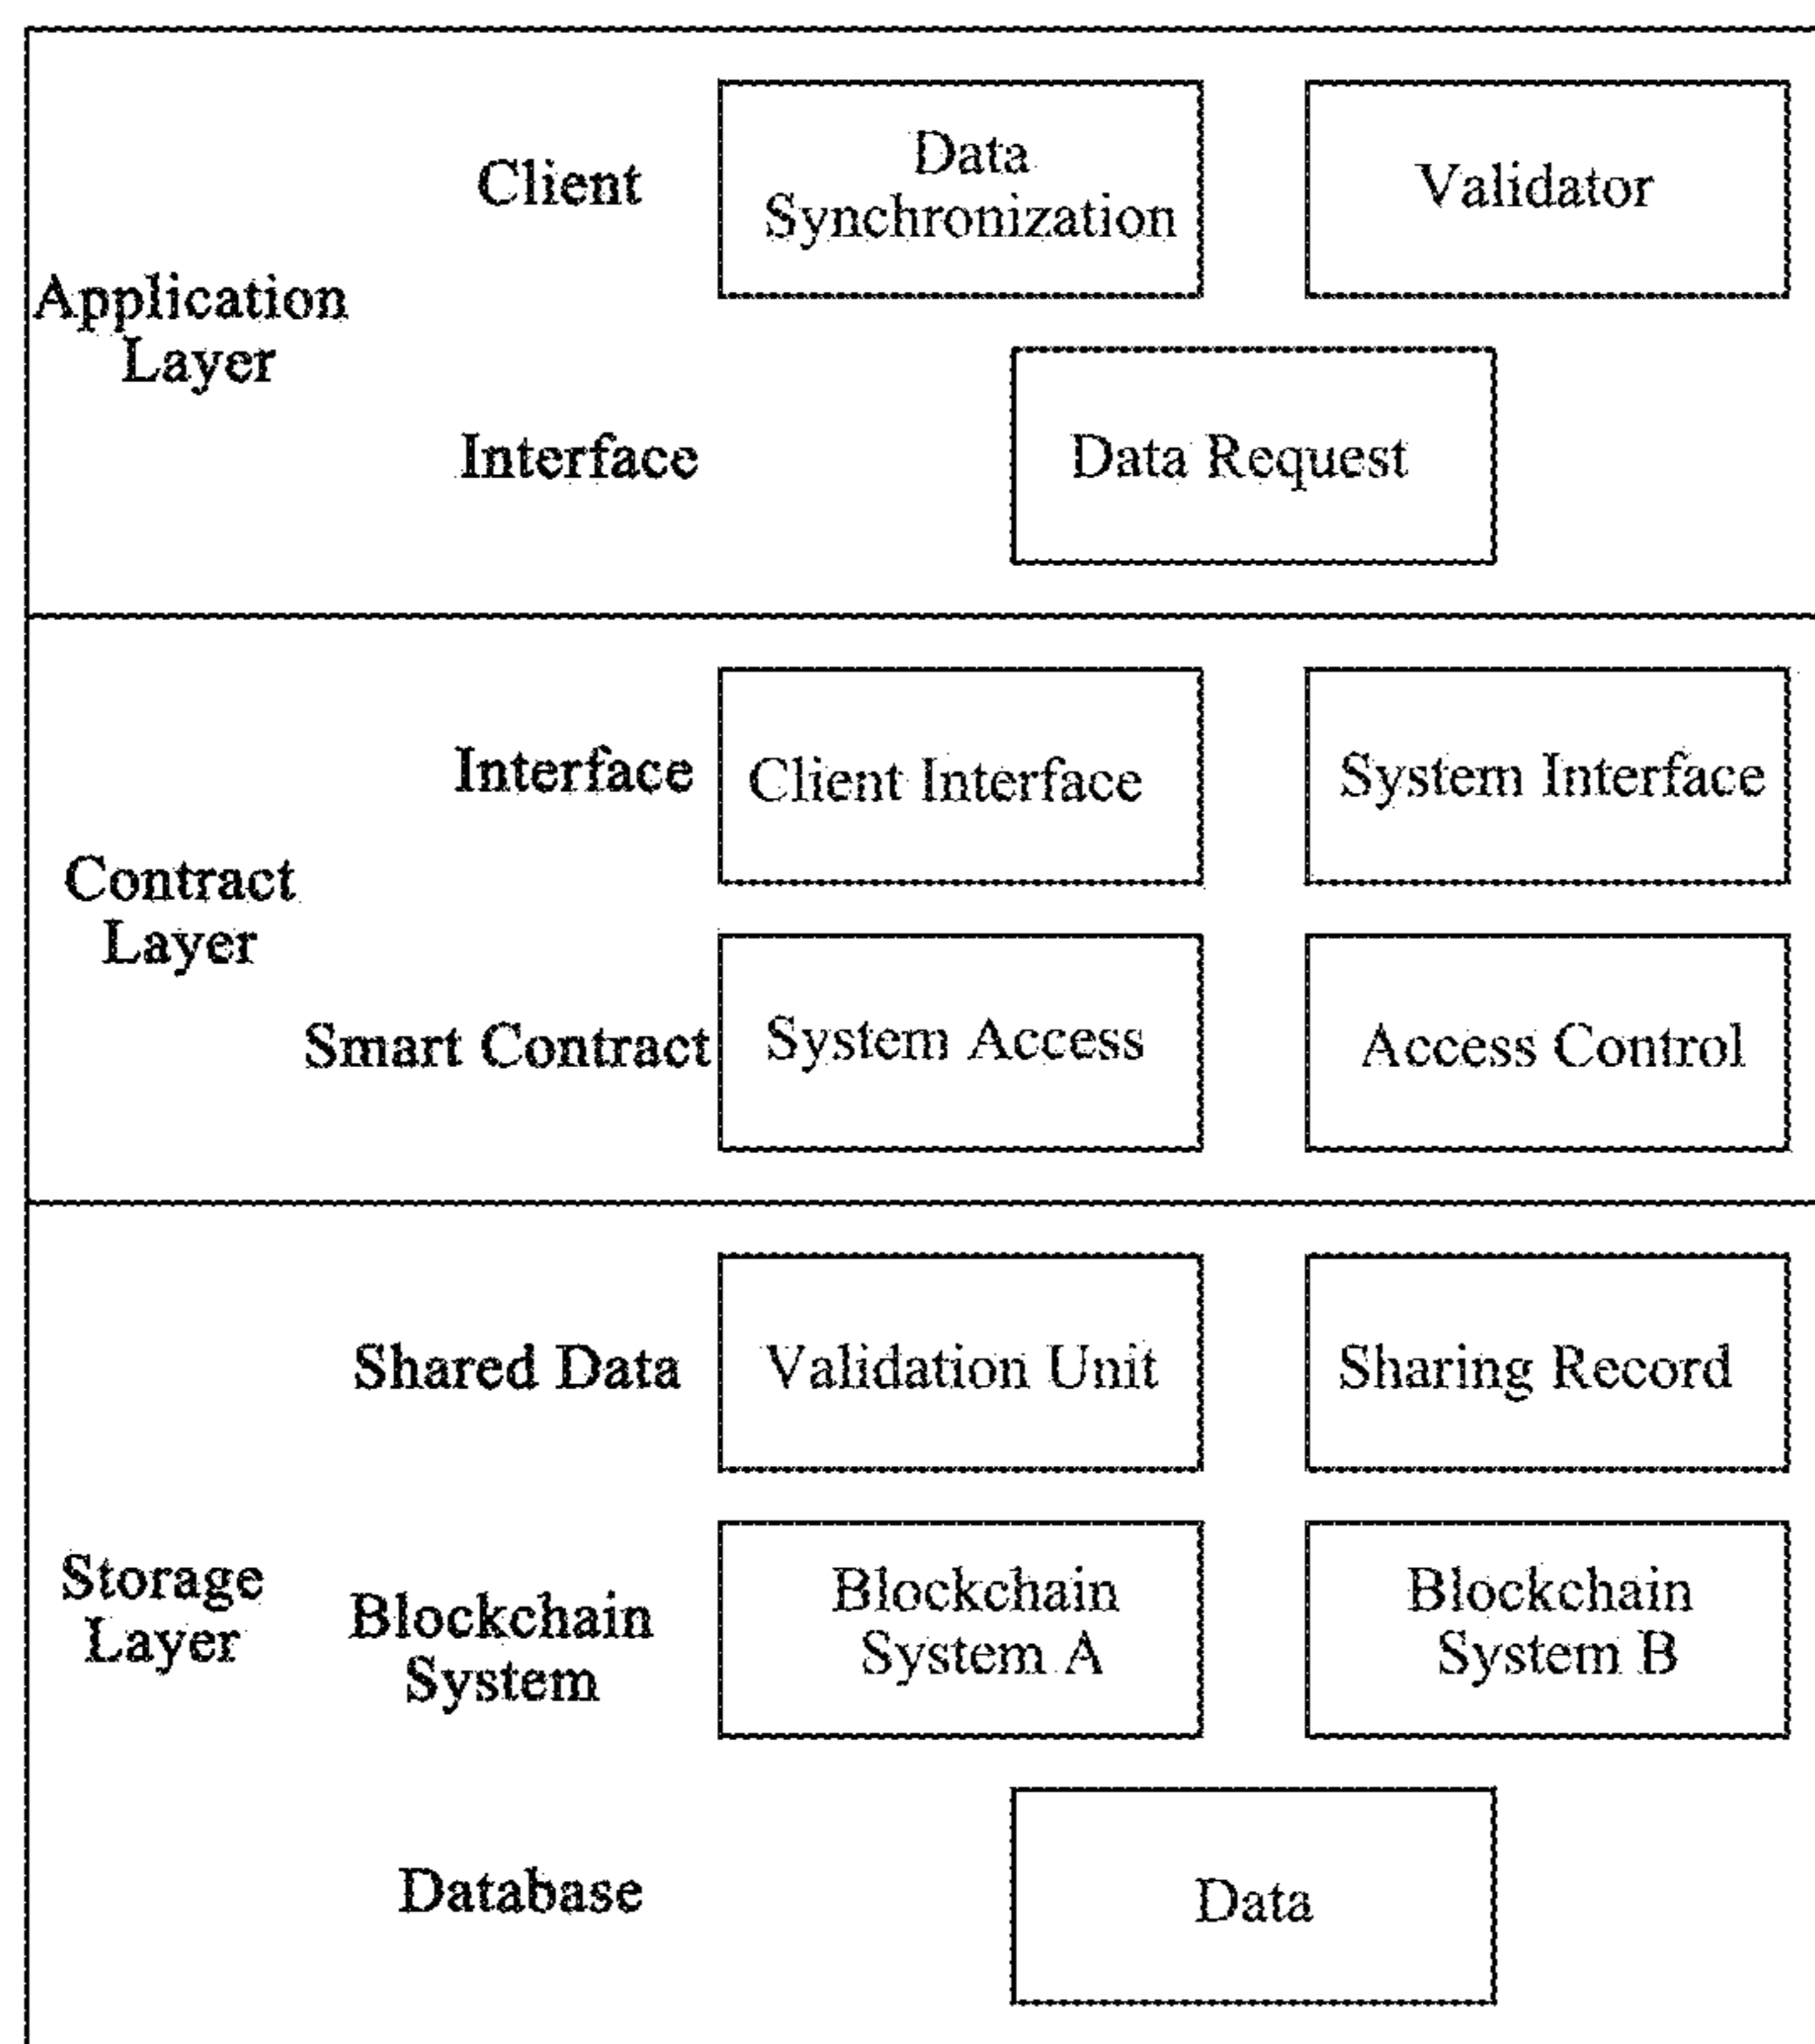 Application
Layer
Client
Data
Synchronization
Validator
Interface
Data Request
Contract
Layer
Interface
Client Interface
System Interface
Smart Contract
System Access
Access Control
Storage
Layer
Shared Data
Validation Unit
Sharing Record
Blockchain
System
Blockchain
System A
Blockchain
System B
Database
Data